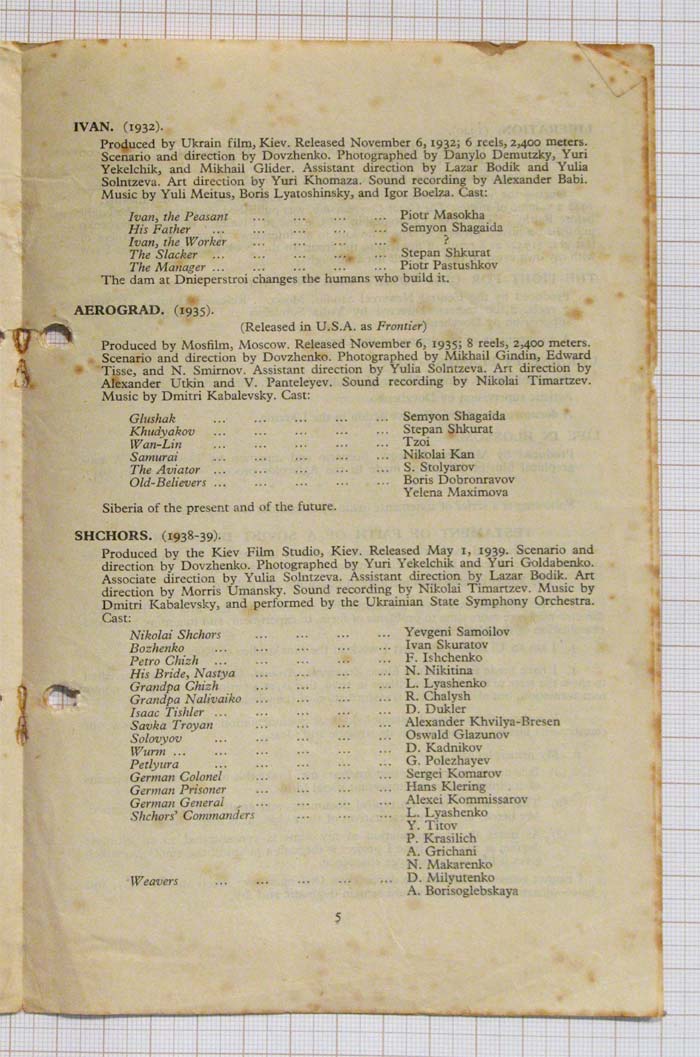 IVAN. (1932).
Produced by Ukrain film, Kiev. Released November 6, 1932; 6 reels, 2,400 meters.
Scenario and direction by Dovzhenko. Photographed by Danylo Demutzky, Yuri
Yekelchik, and Mikhail Glider. Assistant direction by Lazar Bodik and Yulia
Solntzeva. Art direction by Yuri Khomaza. Sound recording by Alexander Babi.
Music by Yuli Meitus, Boris Lyatoshinsky, and Igor Boelza. Cast:
Ivan, the Peasant ... ... ... ... Piotr Masokha
His Father ... ... ... ... ... Semyon Shagaida
Ivan, the Worker ... ... ... ... ?
The Slacker ... ... ... ... ... Stepan Shkurat
The Manager ... ... ... ... ... Piotr Pastushkov
The dam at Dnieperstroi changes the humans who build it.
AEROGRAD. (1935).
(Released in U.S.A. as Frontier)
Produced by Mosfilm, Moscow. Released November 6, 1935; 8 reels, 2,400 meters.
Scenario and direction by Dovzhenko. Photographed by Mikhail Gindin, Edward
Tisse, and N. Smirnov. Assistant direction by Yulia Solntzeva. Art direction by
Alexander Utkin and V. Panteleyev. Sound recording by Nikolai Timartzev.
Music by Dmitri Kabalevsky. Cast:
Glushak ... ... ... ... ... Semyon Shagaida
Khudyakov ... ... ... ... ... Stepan Shkurat
Wan-Lin ... ... ... ... ... Tzoi
Samurai ... ... ... ... ... Nikolai Kan
The Aviator ... ... ... ... ... S. Stolyarov
Old-Believers ... ... ... ... ... Boris Dobronravov
Yelena Maximova
Siberia of the present and of the future.
SHCHORS. (1938-39).
Produced by the Kiev Film Studio, Kiev. Released May 1, 1939. Scenario and
direction by Dovzhenko. Photographed by Yuri Yekelchik and Yuri Goldabenko.
Associate direction by Yulia Solntzeva. Assistant direction by Lazar Bodik. Art
direction by Morris Umansky. Sound recording by Nikolai Timartzev. Music by
Dmitri Kabalevsky, and performed by the Ukrainian State Symphony Orchestra.
Cast:
Nikolai Shchors ... ... ... ... Yevgeni Samoilov
Bozhenko ... ... ... ... ... Ivan Skuratov
Petro Chizh ... ... ... ... ... F. Ishchenko
His Bride, Nastya ... ... ... ... N. Nikitina
Grandpa Chizh ... ... ... ... L. Lyashenko
Grandpa Nalivaiko ... ... ... ... R. Chalysh
Isaac Tishler ... ... ... ... ... D. Dukler
Savka Troyan ... ... ... ... Alexander Khvilya-Bresen
Solovyov ... ... ... ... ... Oswald Glazunov
Wurm ... ... ... ... ... ... D. Kadnikov
Petlyura ... ... ... ... ... G. Polezhayev
German Colonel ... ... ... ... Sergei Komarov
German Prisoner ... ... ... ... Hans Klering
German General ... ... ... ... Alexei Kommissarov
Shchors' Commanders ... ... ... L. Lyashenko
Y. Titov
P. Krasilich
A. Grichani
N. Makarenko
Weavers ... ... ... ... ... D. Milyutenko
A. Borisoglebskaya
5